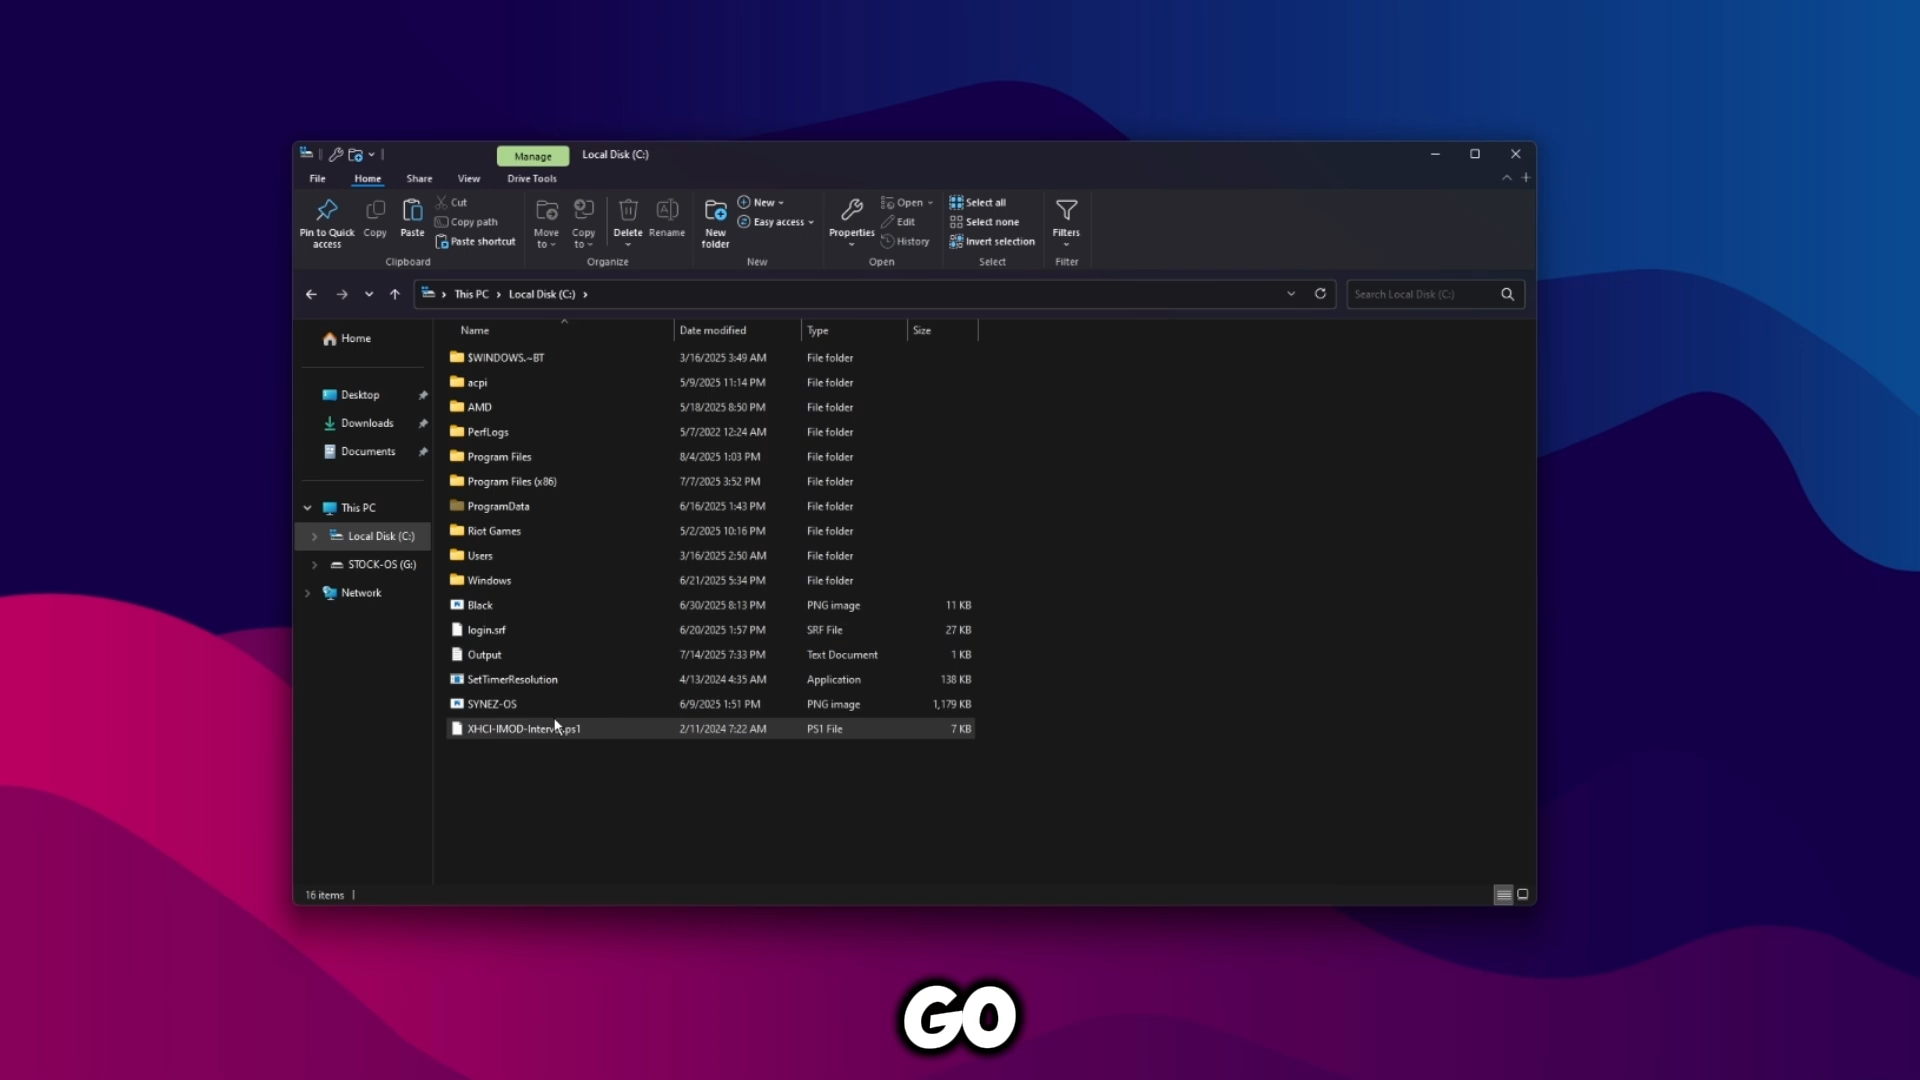 Manage
Local Disk (C:)
File
Home
Share
View
Drive Tools
Pin to Quick access
Copy
Paste
Cut
Copy path
Paste shortcut
Clipboard
Move to
Copy to
Delete
Rename
Organize
New folder
New
Easy access
New
Properties
Open
Edit
History
Open
Select all
Select none
Invert selection
Select
Filters
Filter
This PC
Local Disk (C:)
Search Local Disk (C:)
Home
Desktop
Downloads
Documents
This PC
Local Disk (C:)
STOCK-OS (G:)
Network
Name Date modified Type Size
$WINDOWS.~BT 3/16/2025 3:49 AM File folder
acpi 5/9/2025 11:14 PM File folder
AMD 5/18/2025 8:50 PM File folder
PerfLogs 5/7/2022 12:24 AM File folder
Program Files 8/4/2025 1:03 PM File folder
Program Files (x86) 7/7/2025 3:52 PM File folder
ProgramData 6/16/2025 1:43 PM File folder
Riot Games 5/2/2025 10:16 PM File folder
Users 3/16/2025 2:50 AM File folder
Windows 6/21/2025 5:34 PM File folder
Black 6/30/2025 8:13 PM PNG image 11 KB
login.srf 6/20/2025 1:57 PM SRF File 27 KB
Output 7/14/2025 7:33 PM Text Document 1 KB
SetTimerResolution 4/13/2024 4:35 AM Application 138 KB
SYNEZ-OS 6/9/2025 1:51 PM PNG image 1,179 KB
2/11/2024 7:22 AM PS1 File 7 KB
16 items
GO